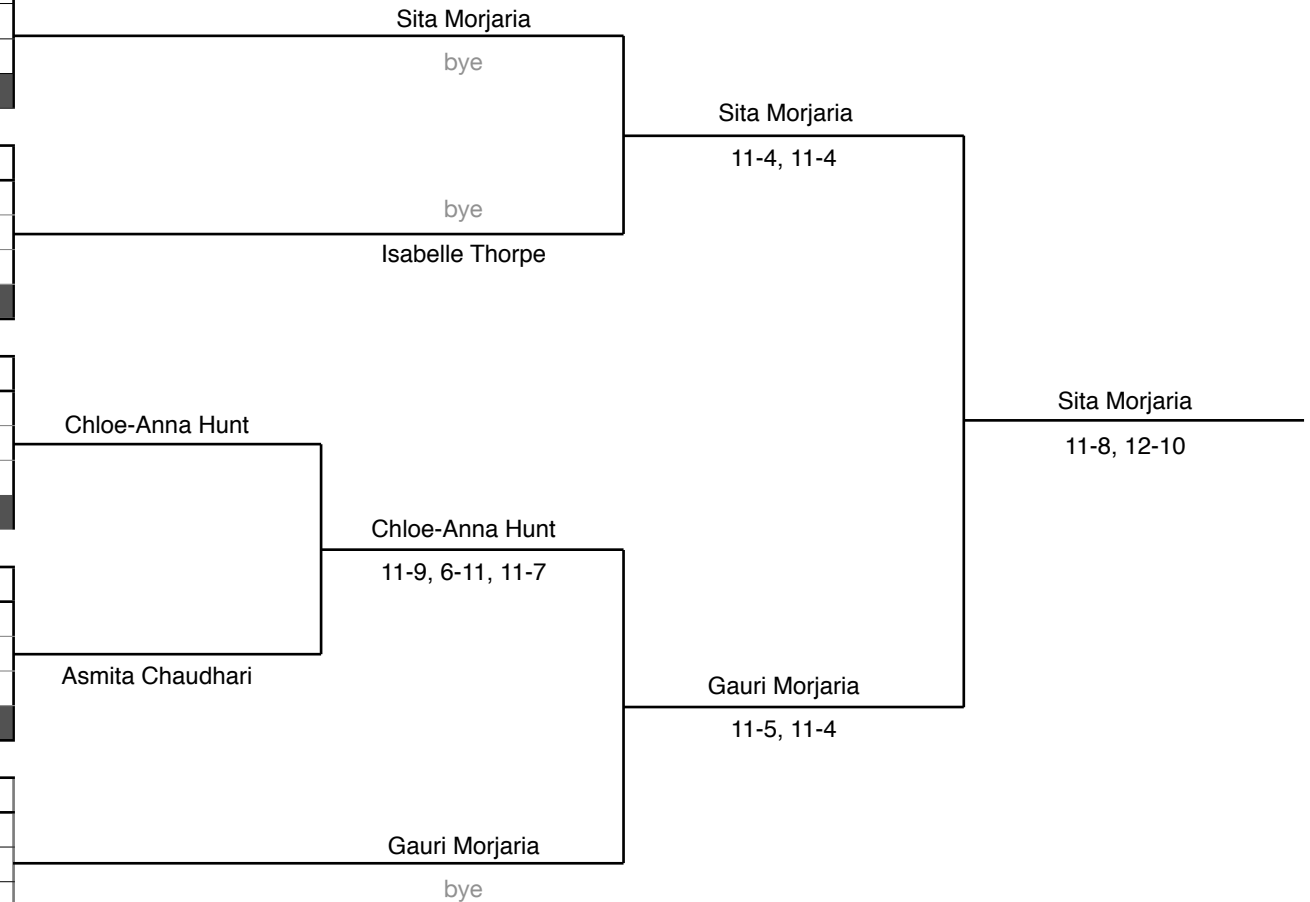 Sita Morjaria
bye
Sita Morjaria
11-4, 11-4
bye
Isabelle Thorpe
Sita Morjaria
11-8, 12-10
Chloe-Anna Hunt
Chloe-Anna Hunt
11-9, 6-11, 11-7
Asmita Chaudhari
Gauri Morjaria
11-5, 11-4
Gauri Morjaria
bye